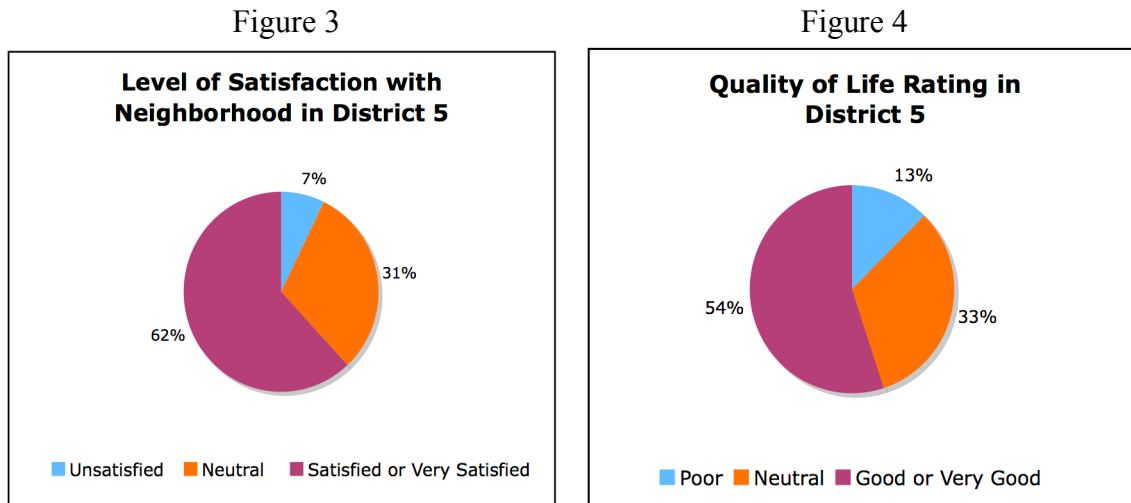 Figure 3
Level of Satisfaction with
Neighborhood in District 5
7%
31%
62%
Unsatisfied Neutral Satisfied or Very Satisfied
Figure 4
Quality of Life Rating in
District 5
13%
54%
33%
Poor Neutral Good or Very Good